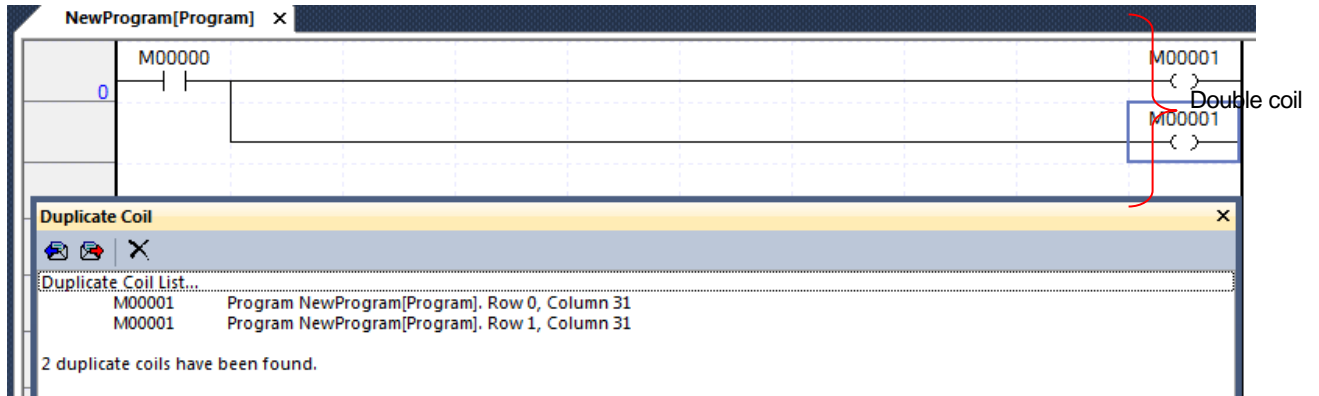 NewProgram[Program]
M00000
M00001
0
Double coil
M00001
Duplicate Coil
Duplicate Coil List...
M00001 Program NewProgram[Program]. Row 0, Column 31
M00001 Program NewProgram[Program]. Row 1, Column 31
2 duplicate coils have been found.